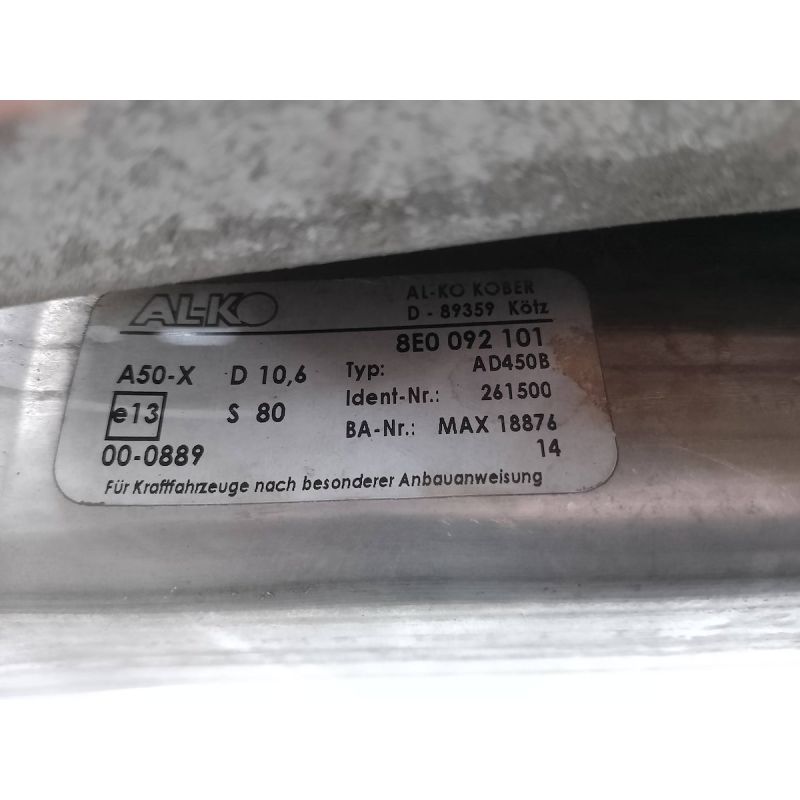 AL-KO
AL-KO KOBER
D - 89359 Kötz
8E0 092 101
A50-X D 10,6 Typ: AD450B
e13 S 80 Ident-Nr.: 261500
BA-Nr.: MAX 18876
00-0889 14
Für Kraftfahrzeuge nach besonderer Anbauanweisung